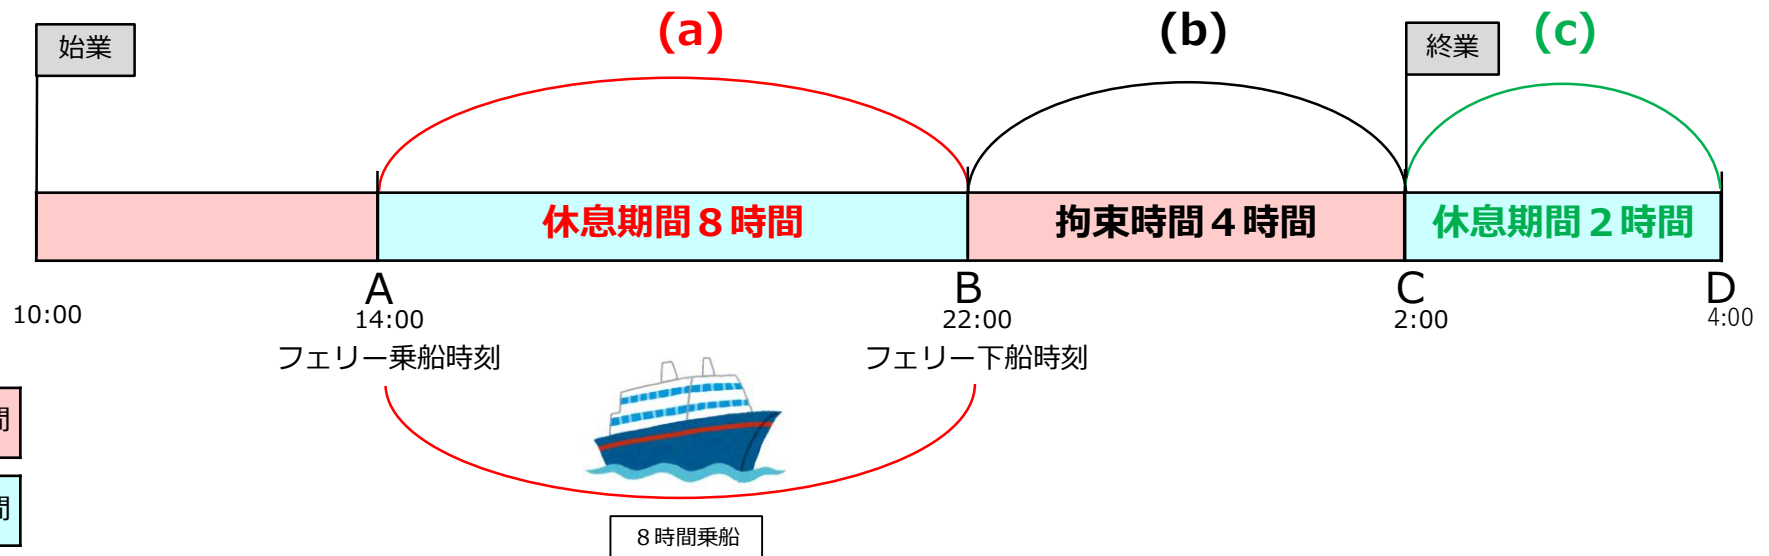 (a)
(b)
(c)
始業
終業
休息期間８時間
拘束時間４時間
休息期間２時間
A
B
C
D
10:00
14:00
22:00
2:00
4:00
フェリー乗船時刻
フェリー下船時刻
間
間
８時間乗船